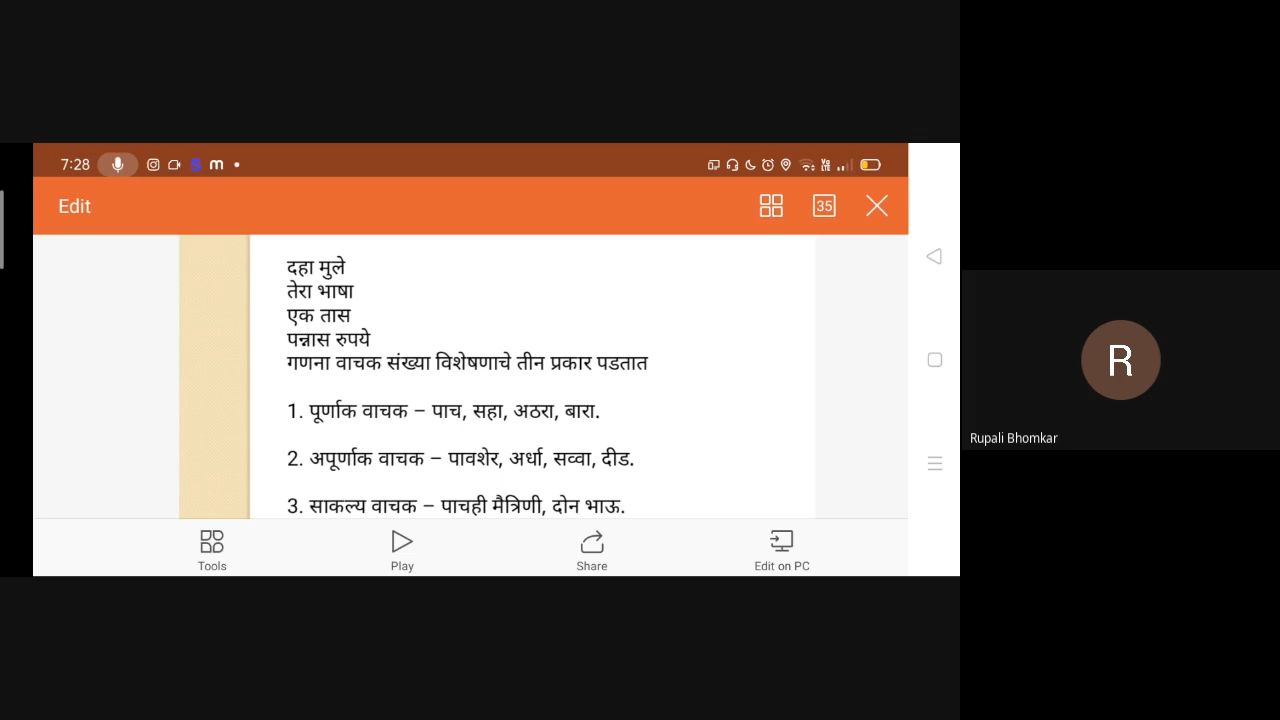 7:28
Edit
35
दहा मुले
तेरा भाषा
एक तास
पन्नास रुपये
गणना वाचक संख्या विशेषणाचे तीन प्रकार पडतात
1. पूर्णाक वाचक – पाच, सहा, अठरा, बारा.
2. अपूर्णाक वाचक – पावशेर, अर्धा, सव्वा, दीड.
3. साकल्य वाचक – पाचही मैत्रिणी, दोन भाऊ.
Tools
Play
Share
Edit on PC
R
Rupali Bhomkar